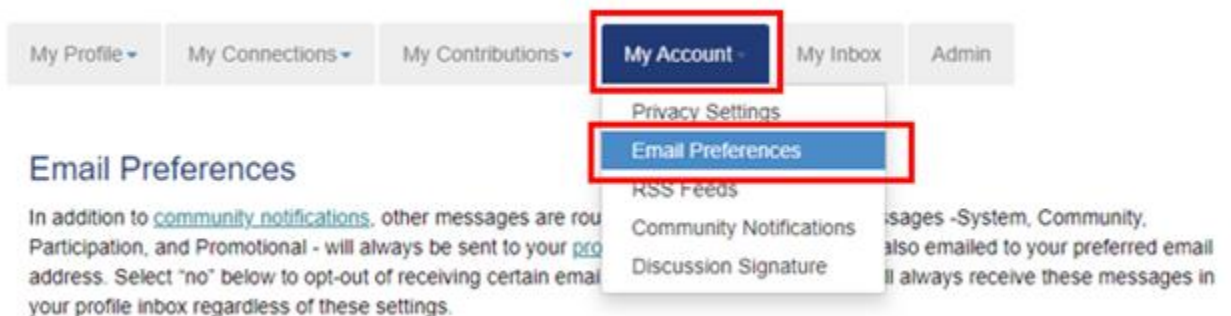 My Profile My Connections My Contributions My Account My Inbox Admin
Privacy Settings
Email Preferences
RSS Feeds
Community Notifications
Discussion Signature
Email Preferences
In addition to community notifications, other messages are rou ssages -System, Community,
Participation, and Promotional - will always be sent to your pro also emailed to your preferred email
address. Select "no" below to opt-out of receiving certain emai ll always receive these messages in
your profile inbox regardless of these settings.